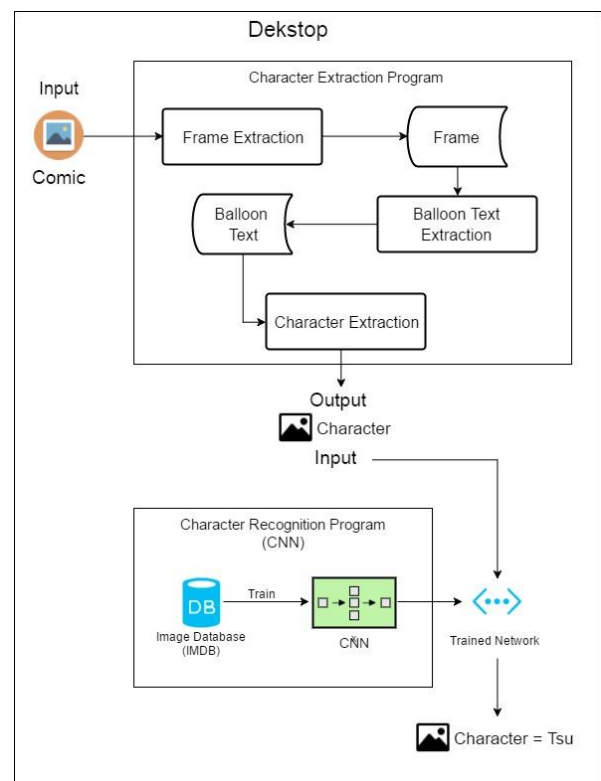 Dekstop
Character Extraction Program
Input
Comic
Frame Extraction
Frame
Balloon
Text
Balloon Text
Extraction
Character Extraction
Output
Character
Input
Character Recognition Program
(CNN)
DB
Train
Image Database
(IMDB)
CNN
Trained Network
Character = Tsu